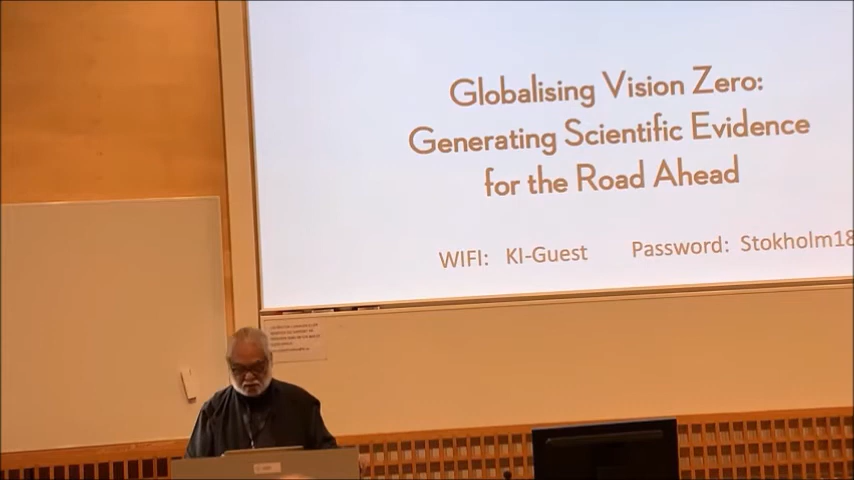 Globalising Vision Zero:
Generating Scientific Evidence
for the Road Ahead
WIFI: KI-Guest Password: Stokholm18